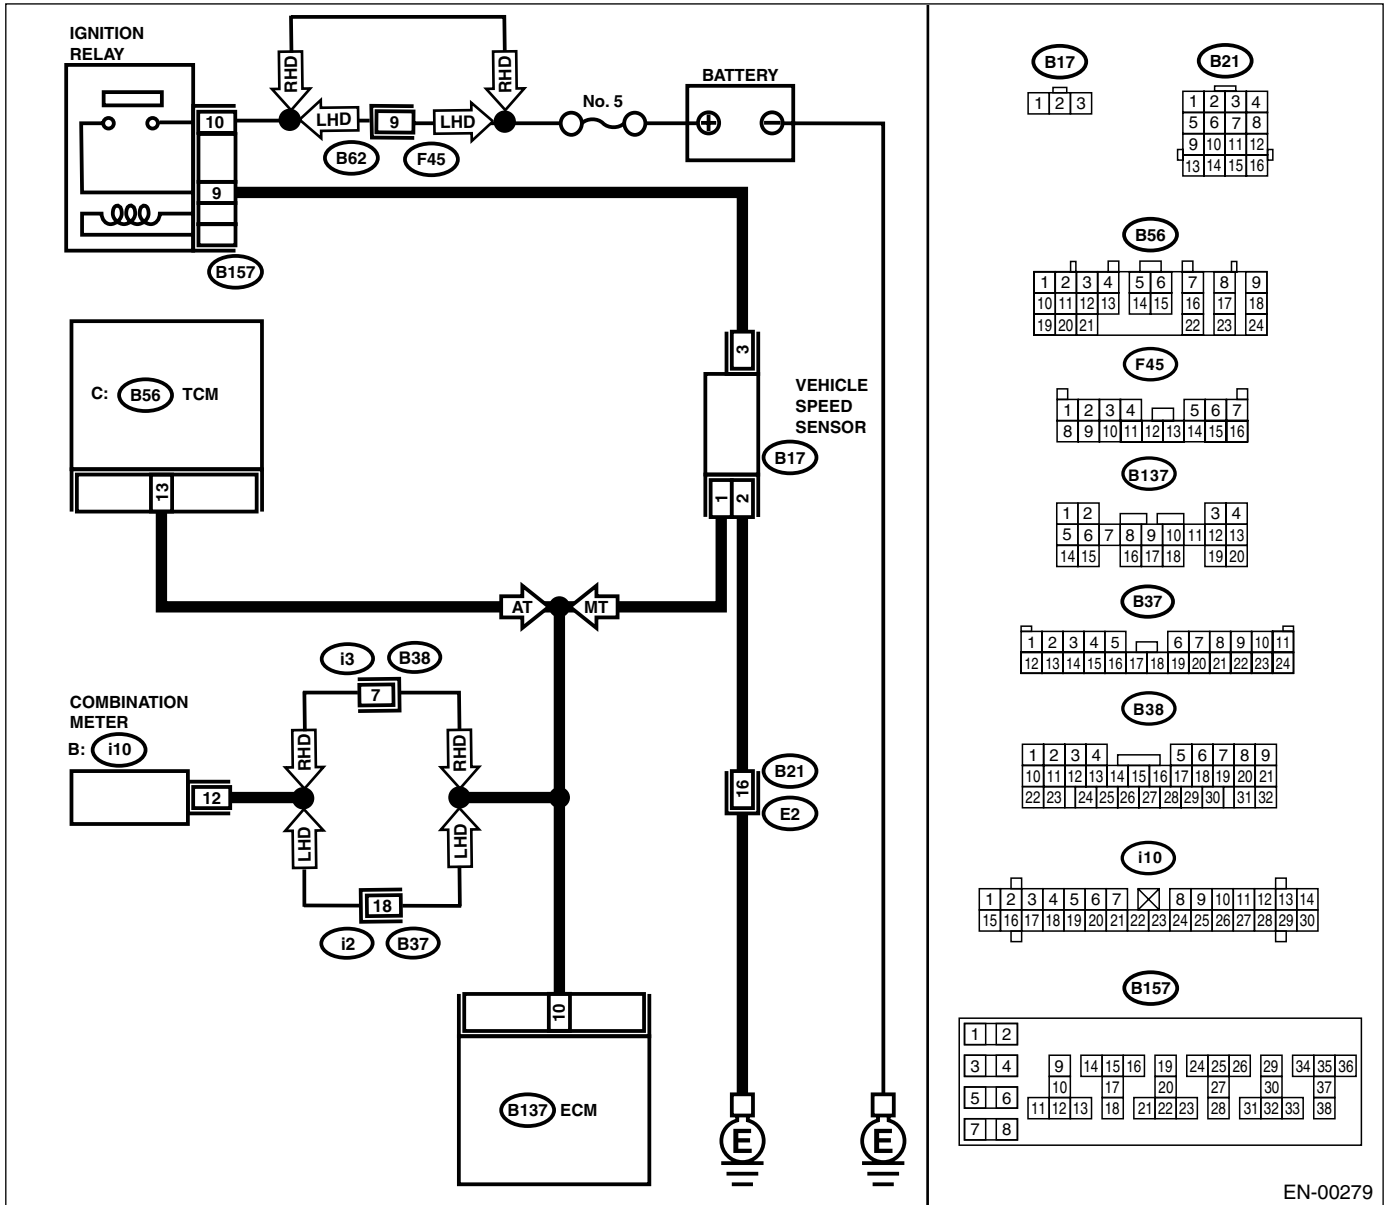 IGNITION
RELAY
RHD
RHD
No. 5
BATTERY
10
LHD
9
LHD
B62
F45
9
B157
3
C: B56 TCM
13
VEHICLE
SPEED
SENSOR
B17
1 2
AT
MT
i3
B38
7
COMBINATION
METER
B: i10
RHD
RHD
12
LHD
LHD
18
i2
B37
B21
16
E2
10
B137 ECM
E
E
B17
1 2 3
B21
1 2 3 4
5 6 7 8
9 10 11 12
13 14 15 16
B56
1 2 3 4 5 6 7 8 9
10 11 12 13 14 15 16 17 18
19 20 21 22 23 24
F45
1 2 3 4 5 6 7
8 9 10 11 12 13 14 15 16
B137
1 2 3 4
5 6 7 8 9 10 11 12 13
14 15 16 17 18 19 20
B37
1 2 3 4 5 6 7 8 9 10 11
12 13 14 15 16 17 18 19 20 21 22 23 24
B38
1 2 3 4 5 6 7 8 9
10 11 12 13 14 15 16 17 18 19 20 21
22 23 24 25 26 27 28 29 30 31 32
i10
1 2 3 4 5 6 7 8 9 10 11 12 13 14
15 16 17 18 19 20 21 22 23 24 25 26 27 28 29 30
B157
1 2
3 4 9 14 15 16 19 24 25 26 29 34 35 36
10 17 20 27 30 37
5 6 11 12 13 18 21 22 23 28 31 32 33 38
7 8
EN-00279